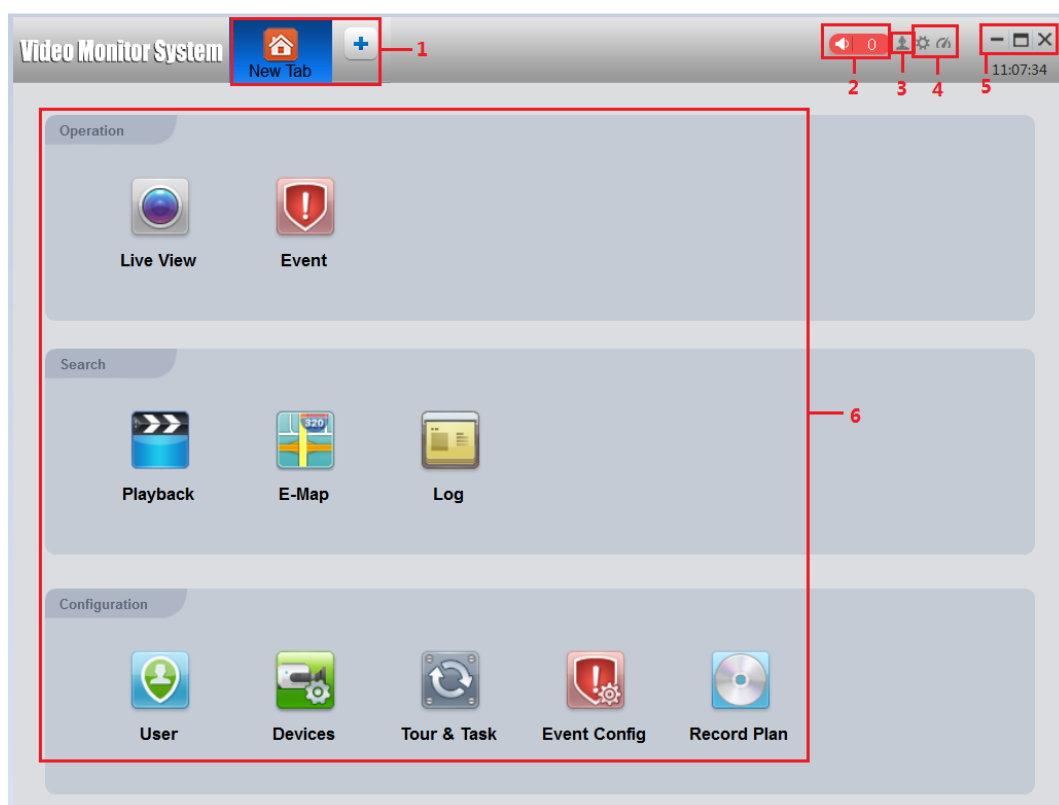 Video Monitor System
New Tab
1
0
2
3
4
5
11:07:34
Operation
Live View
Event
Search
320
Playback
E-Map
Log
6
Configuration
User
Devices
Tour & Task
Event Config
Record Plan